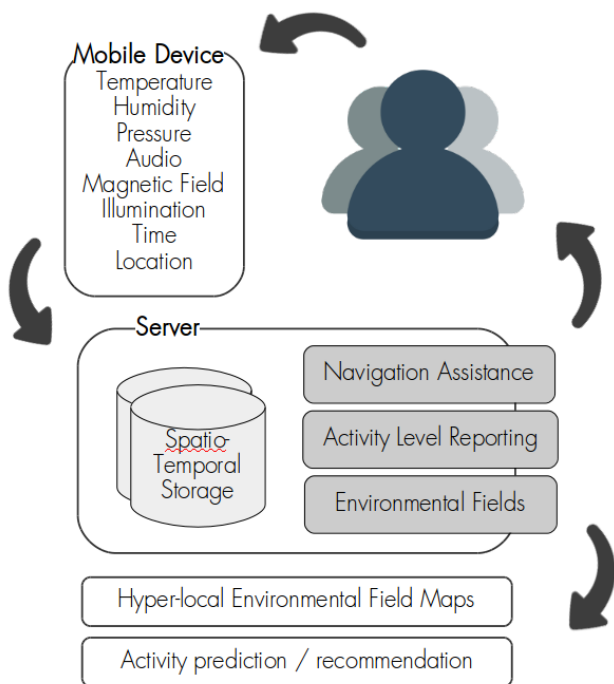 Mobile Device
Temperature
Humidity
Pressure
Audio
Magnetic Field
Illumination
Time
Location
Server
Spatio-
Temporal
Storage
Navigation Assistance
Activity Level Reporting
Environmental Fields
Hyper-local Environmental Field Maps
Activity prediction / recommendation